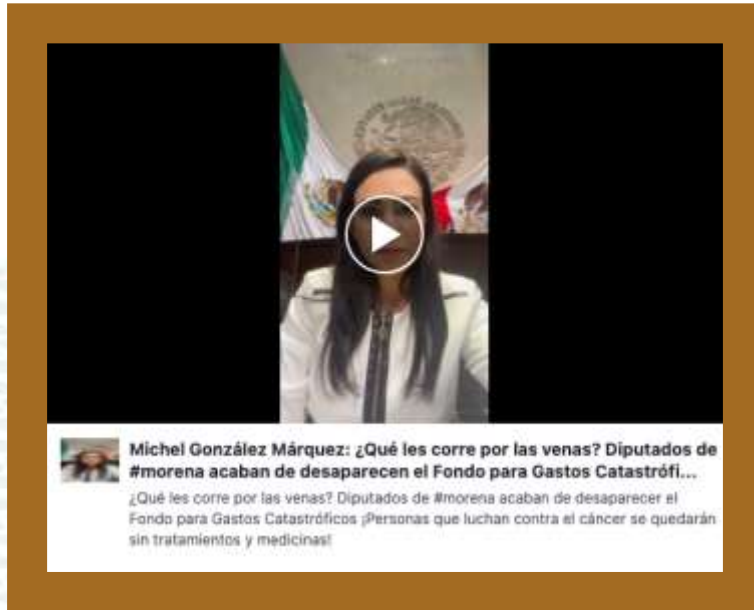 Michel González Márquez: ¿Qué les corre por las venas? Diputados de
#morena acaban de desaparecen el Fondo para Gastos Catastrófi...
¿Qué les corre por las venas? Diputados de #morena acaban de desaparecer el
Fondo para Gastos Catastróficos ¡Personas que luchan contra el cáncer se quedarán
sin tratamientos y medicinas!